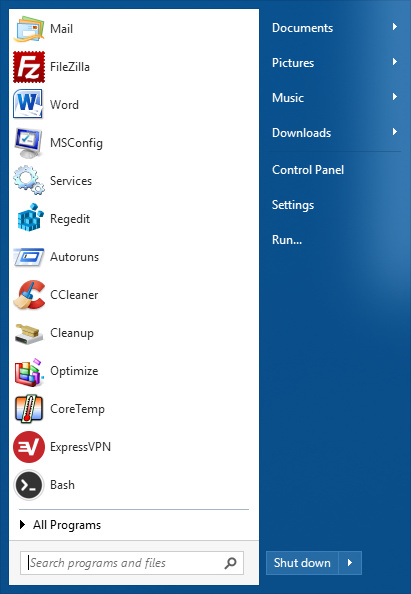 Mail
FileZilla
Word
MSConfig
Services
Regedit
Autoruns
CCleaner
Cleanup
Optimize
CoreTemp
ExpressVPN
Bash
All Programs
Search programs and files
Documents
Pictures
Music
Downloads
Control Panel
Settings
Run...
Shut down